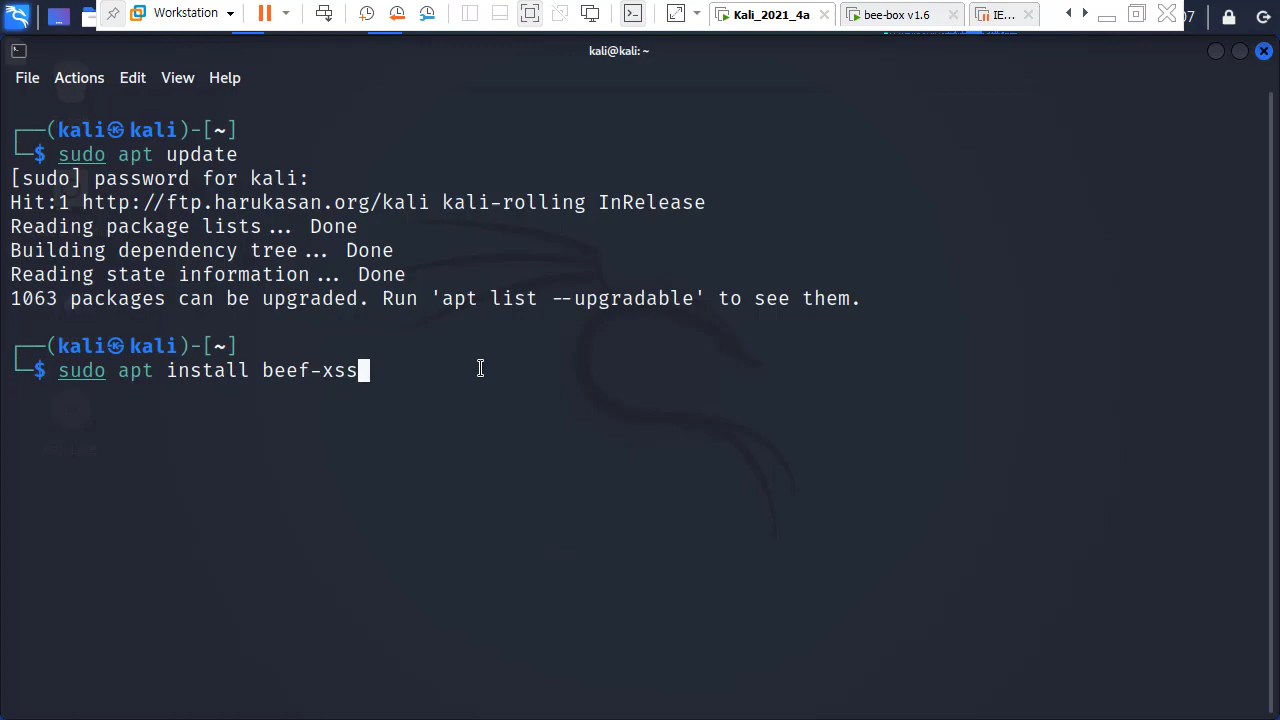 Workstation
Kali_2021_4a
bee-box v1.6
IE...
07
kali@kali: ~
File Actions Edit View Help
┌──(kali㉿kali)-[~]
└─$ sudo apt update
[sudo] password for kali:
Hit:1 http://ftp.harukasan.org/kali kali-rolling InRelease
Reading package lists... Done
Building dependency tree... Done
Reading state information... Done
1063 packages can be upgraded. Run 'apt list --upgradable' to see them.
┌──(kali㉿kali)-[~]
└─$ sudo apt install beef-xss